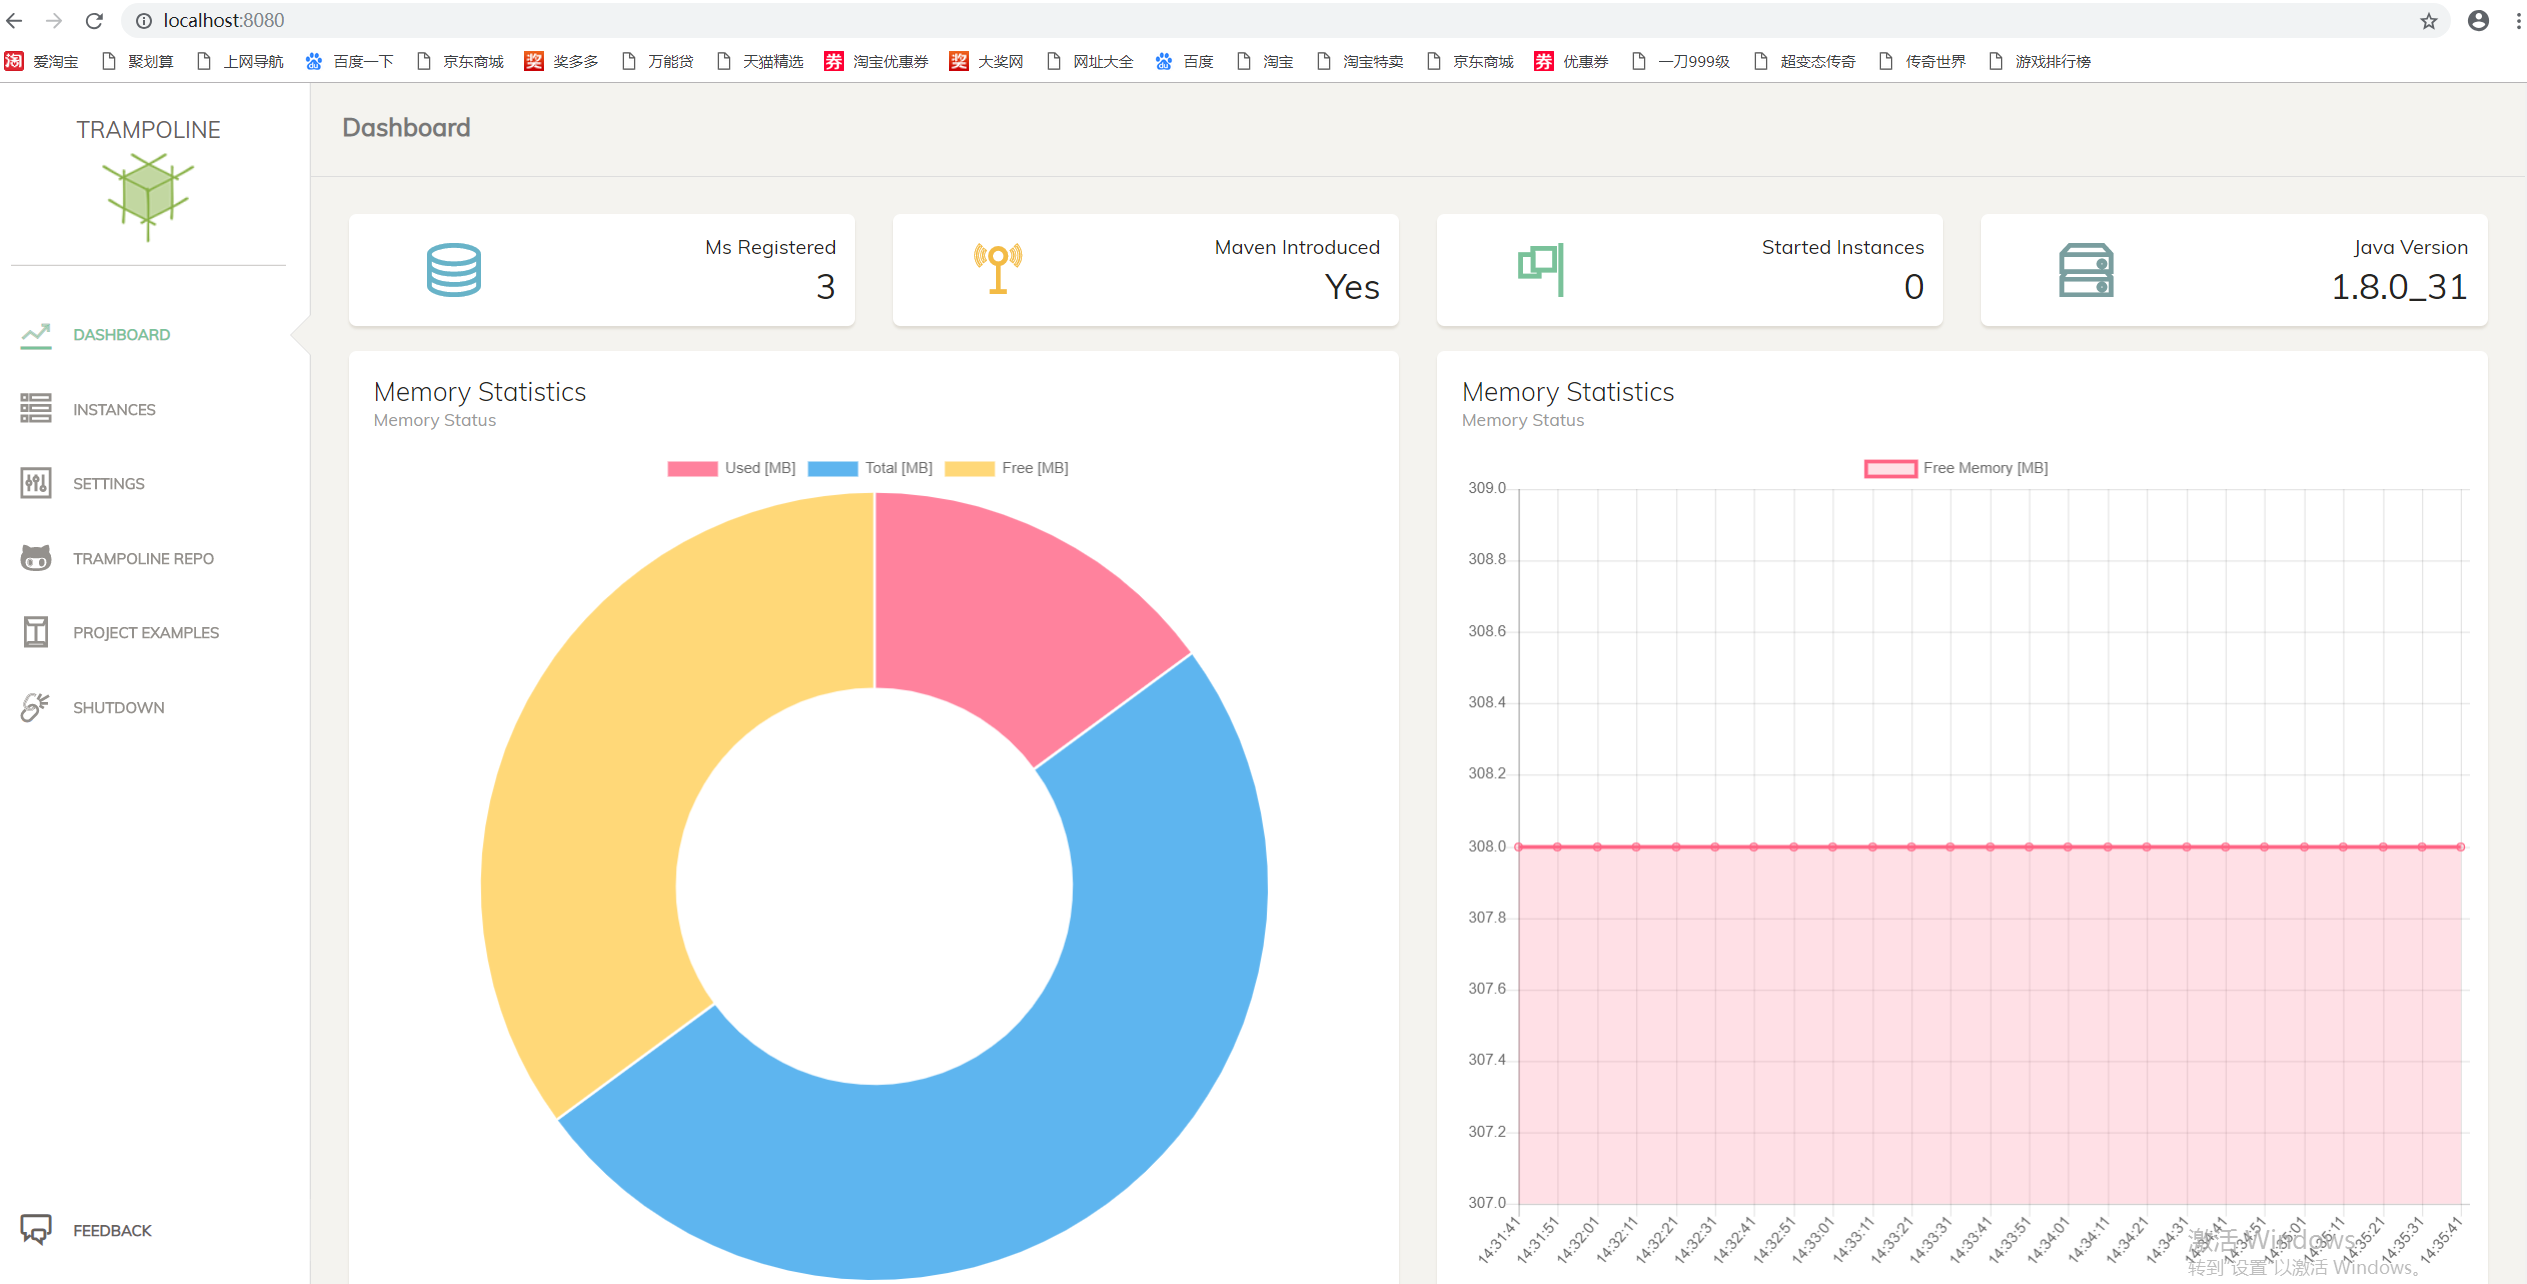 localhost:8080
爱淘宝 聚划算 上网导航 百度一下 京东商城 奖多多 万能贷 天猫精选 淘宝优惠券 大奖网 网址大全 百度 淘宝 淘宝特卖 京东商城 优惠券 一刀999级 超变态传奇 传奇世界 游戏排行榜
TRAMPOLINE
DASHBOARD
INSTANCES
SETTINGS
TRAMPOLINE REPO
PROJECT EXAMPLES
SHUTDOWN
FEEDBACK
Dashboard
Ms Registered
3
Maven Introduced
Yes
Started Instances
0
Java Version
1.8.0_31
Memory Statistics
Memory Status
Used [MB] Total [MB] Free [MB]
Memory Statistics
Memory Status
Free Memory [MB]
309.0
308.8
308.6
308.4
308.2
308.0
307.8
307.6
307.4
307.2
307.0
14:31:41 14:31:51 14:32:01 14:32:11 14:32:21 14:32:31 14:32:41 14:32:51 14:33:01 14:33:11 14:33:21 14:33:31 14:33:41 14:33:51 14:34:01 14:34:11 14:34:21 14:34:31 14:34:41 14:34:51 14:35:01 14:35:11 14:35:21 14:35:31 14:35:41
激活 Windows
转到"设置"以激活 Windows。